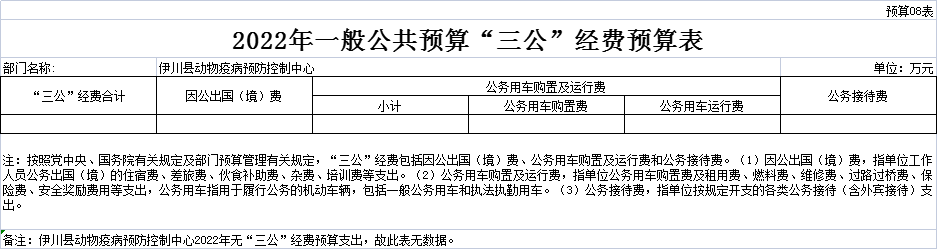 预算08表
2022年一般公共预算“三公”经费预算表
部门名称: 伊川县动物疫病预防控制中心 单位：万元
“三公”经费合计 因公出国（境）费 公务用车购置及运行费 公务接待费
小计 公务用车购置费 公务用车运行费
注：按照党中央、国务院有关规定及部门预算管理有关规定，“三公”经费包括因公出国（境）费、公务用车购置及运行费和公务接待费。（1）因公出国（境）费，指单位工作
人员公务出国（境）的住宿费、差旅费、伙食补助费、杂费、培训费等支出。（2）公务用车购置及运行费，指单位公务用车购置费及租用费、燃料费、维修费、过路过桥费、保
险费、安全奖励费用等支出，公务用车指用于履行公务的机动车辆，包括一般公务用车和执法执勤用车。（3）公务接待费，指单位按规定开支的各类公务接待（含外宾接待）支
出。
备注：伊川县动物疫病预防控制中心2022年无“三公”经费预算支出，故此表无数据。